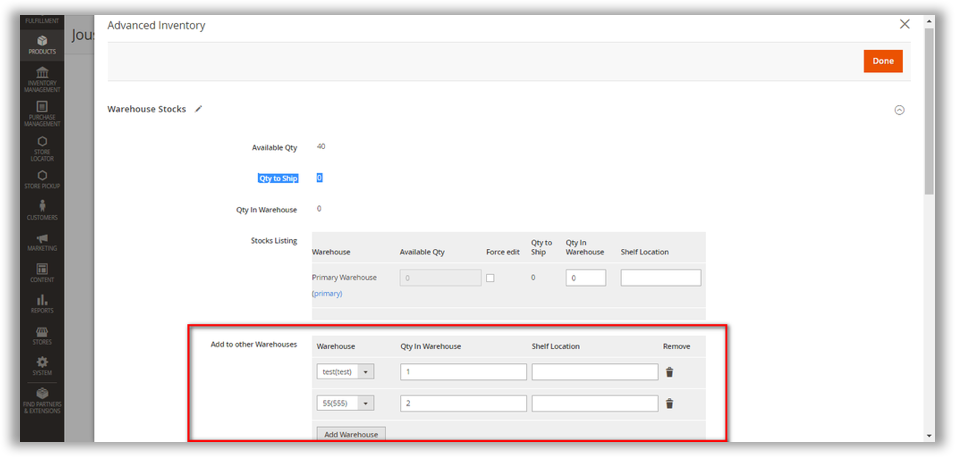 FULFILLMENT
PRODUCTS
INVENTORY
MANAGEMENT
PURCHASE
MANAGEMENT
STORE
LOCATOR
STORE PICKUP
CUSTOMERS
MARKETING
CONTENT
REPORTS
STORES
SYSTEM
FIND PARTNERS
& EXTENSIONS
Jous
Advanced Inventory
Done
Warehouse Stocks
Available Qty 40
Qty to Ship 0
Qty In Warehouse 0
Stocks Listing
Warehouse Available Qty Force edit Qty to Ship Qty In Warehouse Shelf Location
Primary Warehouse 0 0 0
(primary)
Add to other Warehouses Warehouse Qty In Warehouse Shelf Location Remove
test(test) 1
55(555) 2
Add Warehouse